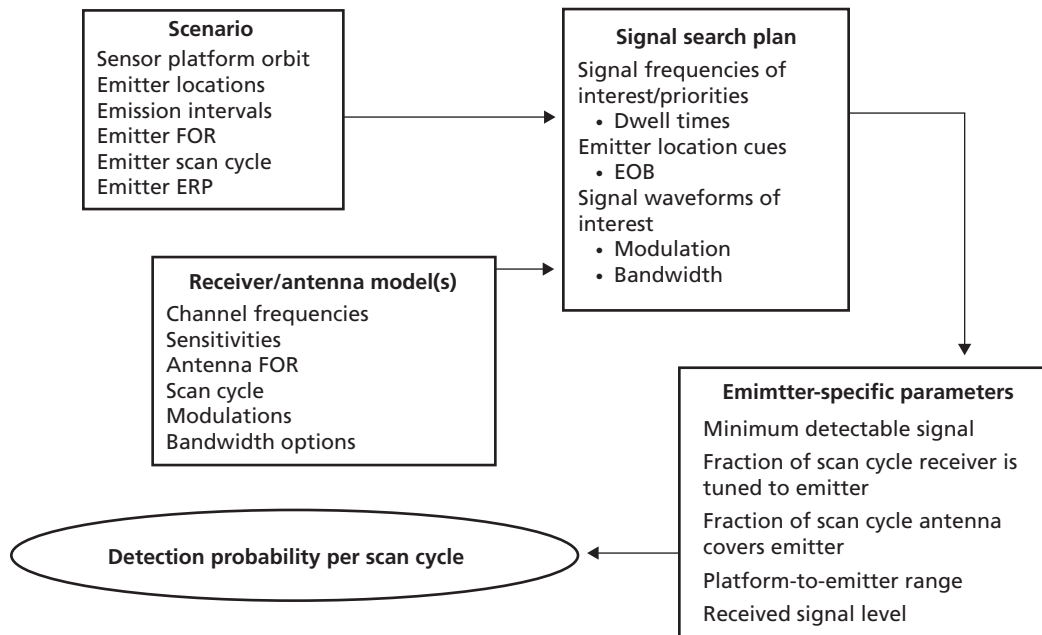 Scenario
Sensor platform orbit
Emitter locations
Emission intervals
Emitter FOR
Emitter scan cycle
Emitter ERP
Signal search plan
Signal frequencies of
interest/priorities
• Dwell times
Emitter location cues
• EOB
Signal waveforms of
interest
• Modulation
• Bandwidth
Receiver/antenna model(s)
Channel frequencies
Sensitivities
Antenna FOR
Scan cycle
Modulations
Bandwidth options
Emimtter-specific parameters
Minimum detectable signal
Fraction of scan cycle receiver is
tuned to emitter
Fraction of scan cycle antenna
covers emitter
Platform-to-emitter range
Received signal level
Detection probability per scan cycle